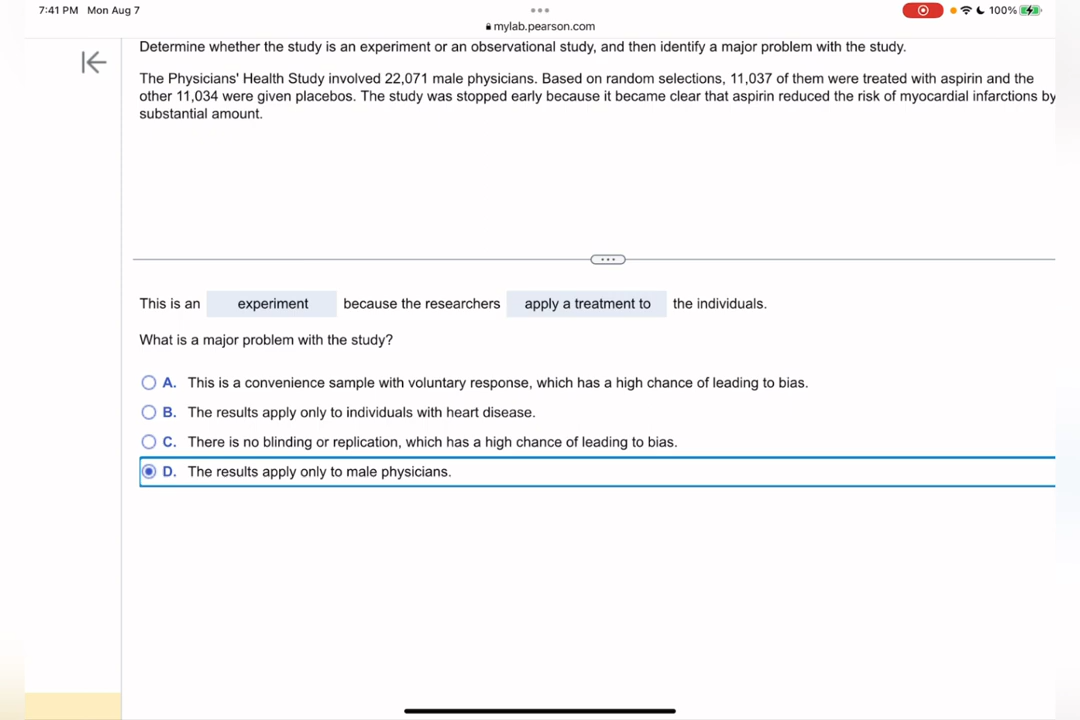 7:41 PM Mon Aug 7
100%
mylab.pearson.com
Determine whether the study is an experiment or an observational study, and then identify a major problem with the study.
The Physicians' Health Study involved 22,071 male physicians. Based on random selections, 11,037 of them were treated with aspirin and the
other 11,034 were given placebos. The study was stopped early because it became clear that aspirin reduced the risk of myocardial infarctions by
substantial amount.
This is an experiment because the researchers apply a treatment to the individuals.
What is a major problem with the study?
A. This is a convenience sample with voluntary response, which has a high chance of leading to bias.
B. The results apply only to individuals with heart disease.
C. There is no blinding or replication, which has a high chance of leading to bias.
D. The results apply only to male physicians.